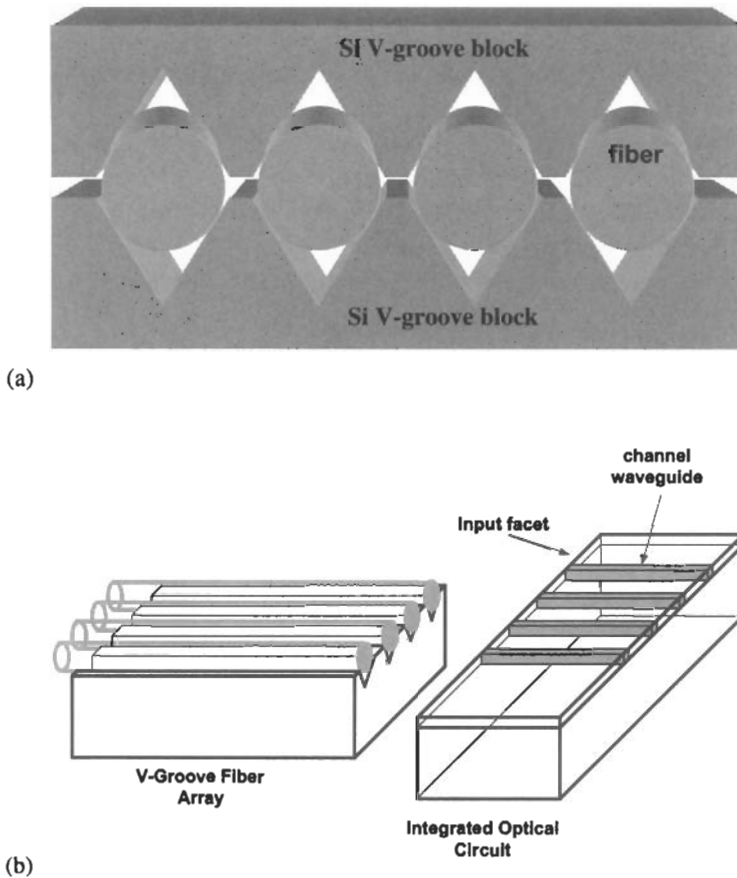 Si V-groove block
fiber
Si V-groove block
(a)
channel
waveguide
Input facet
V-Groove Fiber
Array
Integrated Optical
Circuit
(b)